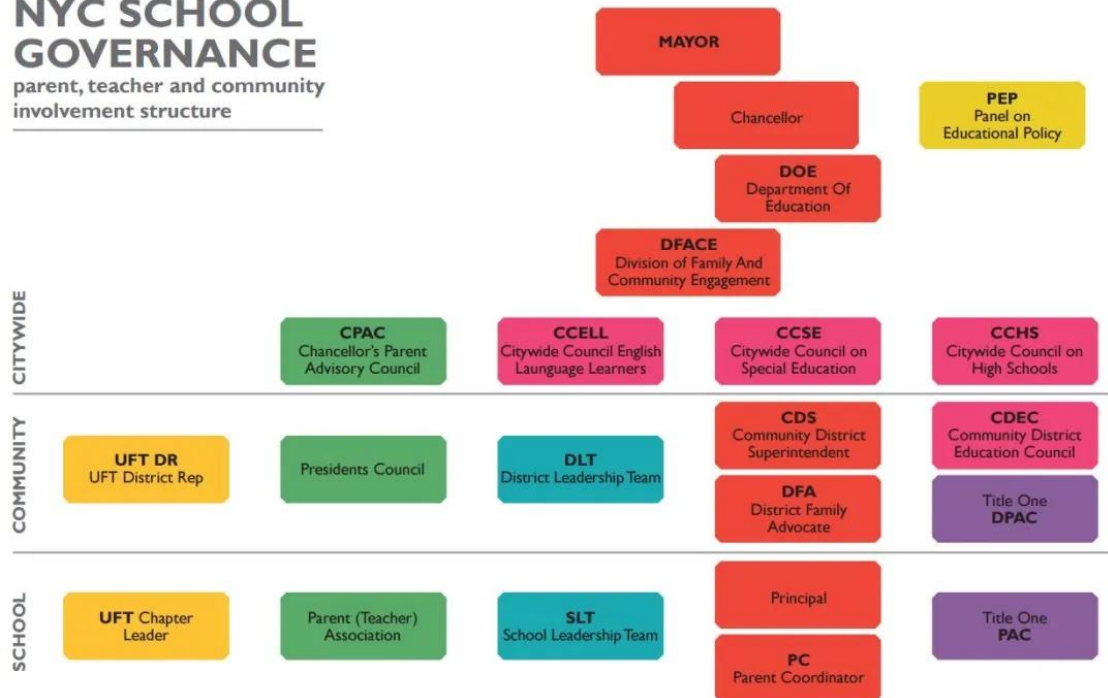 NYC SCHOOL
GOVERNANCE
parent, teacher and community
involvement structure
MAYOR
Chancellor
PEP
Panel on
Educational Policy
DOE
Department Of
Education
DFACE
Division of Family And
Community Engagement
CITYWIDE
CPAC
Chancellor's Parent
Advisory Council
CCELL
Citywide Council English
Launguage Learners
CCSE
Citywide Council on
Special Education
CCHS
Citywide Council on
High Schools
COMMUNITY
UFT DR
UFT District Rep
Presidents Council
DLT
District Leadership Team
CDS
Community District
Superintendent
CDEC
Community District
Education Council
DFA
District Family
Advocate
Title One
DPAC
SCHOOL
UFT Chapter
Leader
Parent (Teacher)
Association
SLT
School Leadership Team
Principal
PC
Parent Coordinator
Title One
PAC